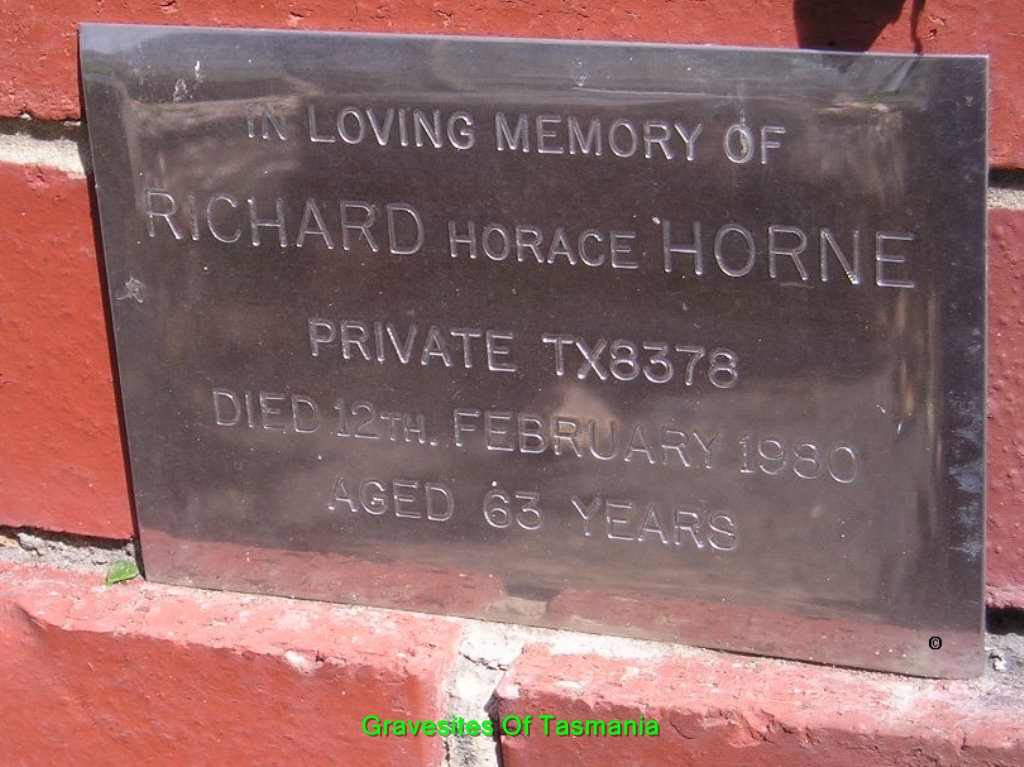 IN LOVING MEMORY OF
RICHARD HORACE HORNE
PRIVATE TX8378
DIED 12TH. FEBRUARY 1980
AGED 63 YEARS
©
Gravesites Of Tasmania